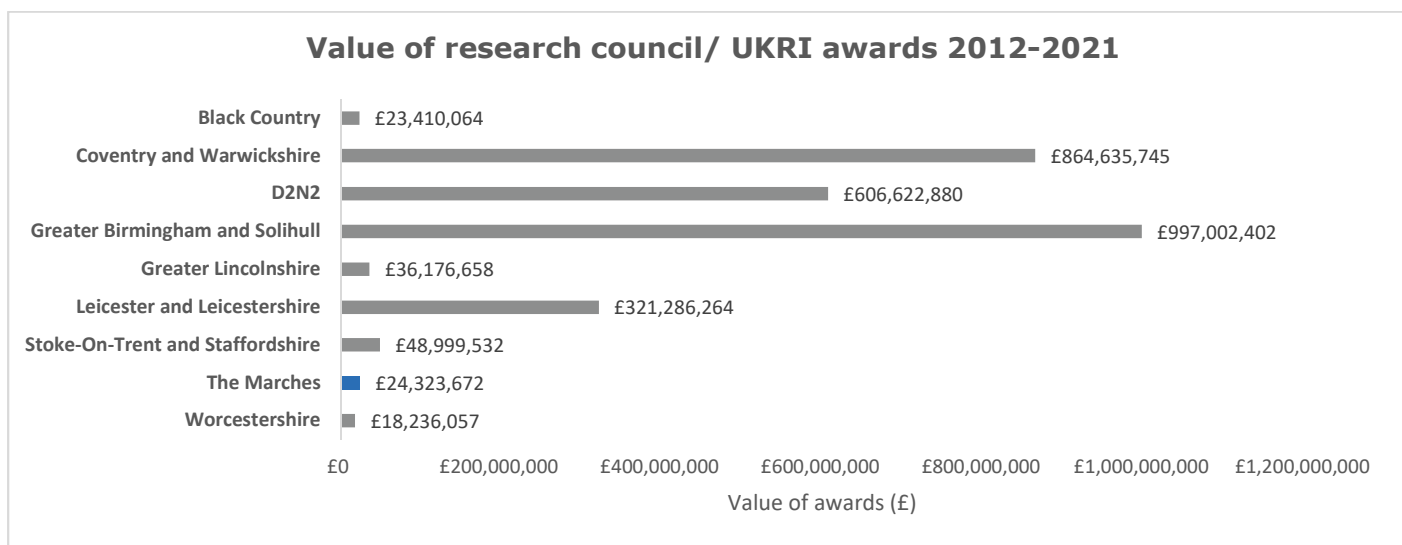 Value of research council/ UKRI awards 2012-2021
Black Country £23,410,064
Coventry and Warwickshire £864,635,745
D2N2 £606,622,880
Greater Birmingham and Solihull £997,002,402
Greater Lincolnshire £36,176,658
Leicester and Leicestershire £321,286,264
Stoke-On-Trent and Staffordshire £48,999,532
The Marches £24,323,672
Worcestershire £18,236,057
£0 £200,000,000 £400,000,000 £600,000,000 £800,000,000 £1,000,000,000 £1,200,000,000
Value of awards (£)